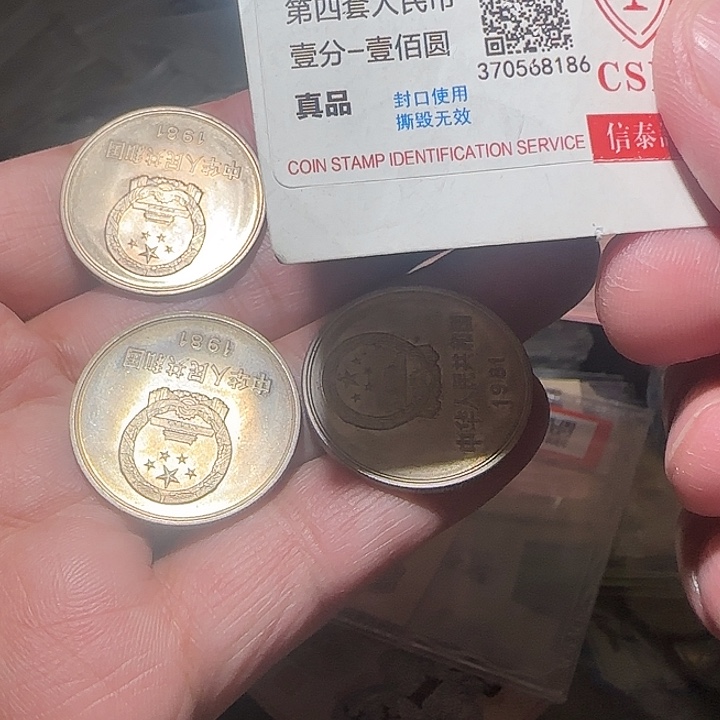 第四套人民币
壹分-壹佰圆
真品
封口使用
撕毁无效
370568186
CS
信泰
COIN STAMP IDENTIFICATION SERVICE
1981
中华人民共和国
1981
中华人民共和国
中华人民共和国
1981